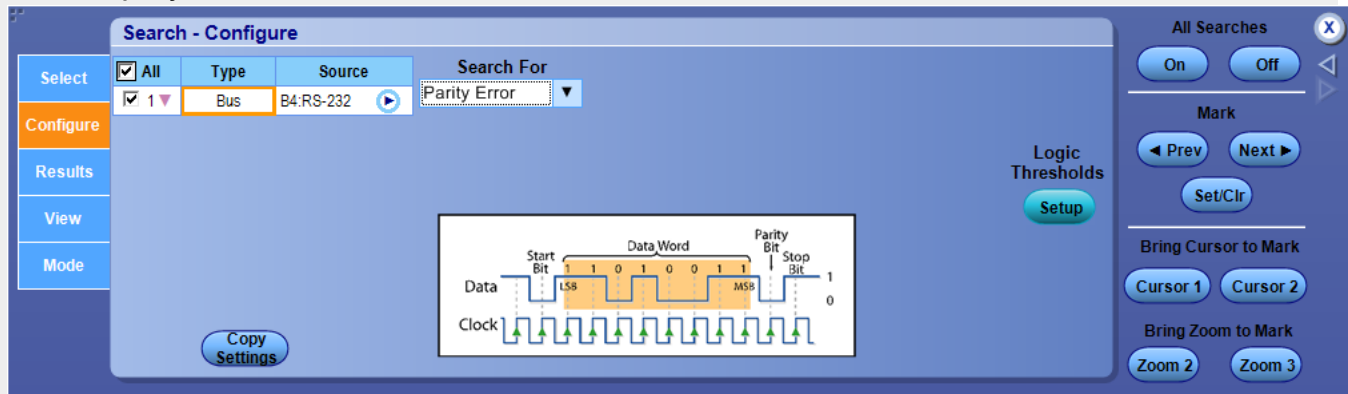 Search - Configure
Select
Configure
Results
View
Mode
All Type Source
1 Bus B4:RS-232
Search For
Parity Error
Logic
Thresholds
Setup
Start
Bit
Data Word
Parity
Bit
Stop
Bit
1 1 0 1 0 0 1 1
Data
LSB
MSB
1
0
Clock
Copy
Settings
All Searches
X
On Off
Mark
◄ Prev Next ►
Set/Clr
Bring Cursor to Mark
Cursor 1 Cursor 2
Bring Zoom to Mark
Zoom 2 Zoom 3